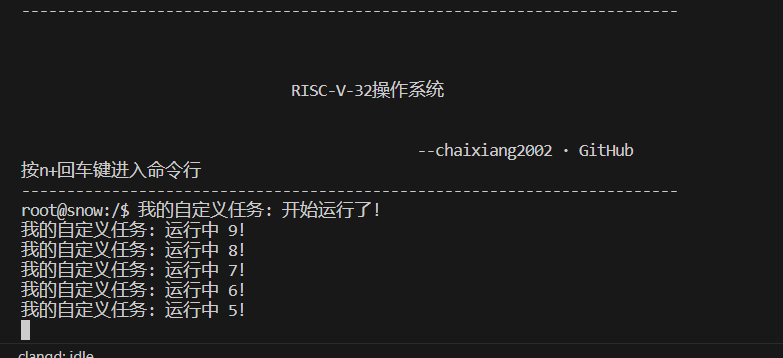 ------------------------------------------------------------------------
RISC-V-32操作系统
--chaixiang2002 · GitHub
按n+回车键进入命令行
------------------------------------------------------------------------
root@snow:/$ 我的自定义任务: 开始运行了!
我的自定义任务: 运行中 9!
我的自定义任务: 运行中 8!
我的自定义任务: 运行中 7!
我的自定义任务: 运行中 6!
我的自定义任务: 运行中 5!
clangd: idle